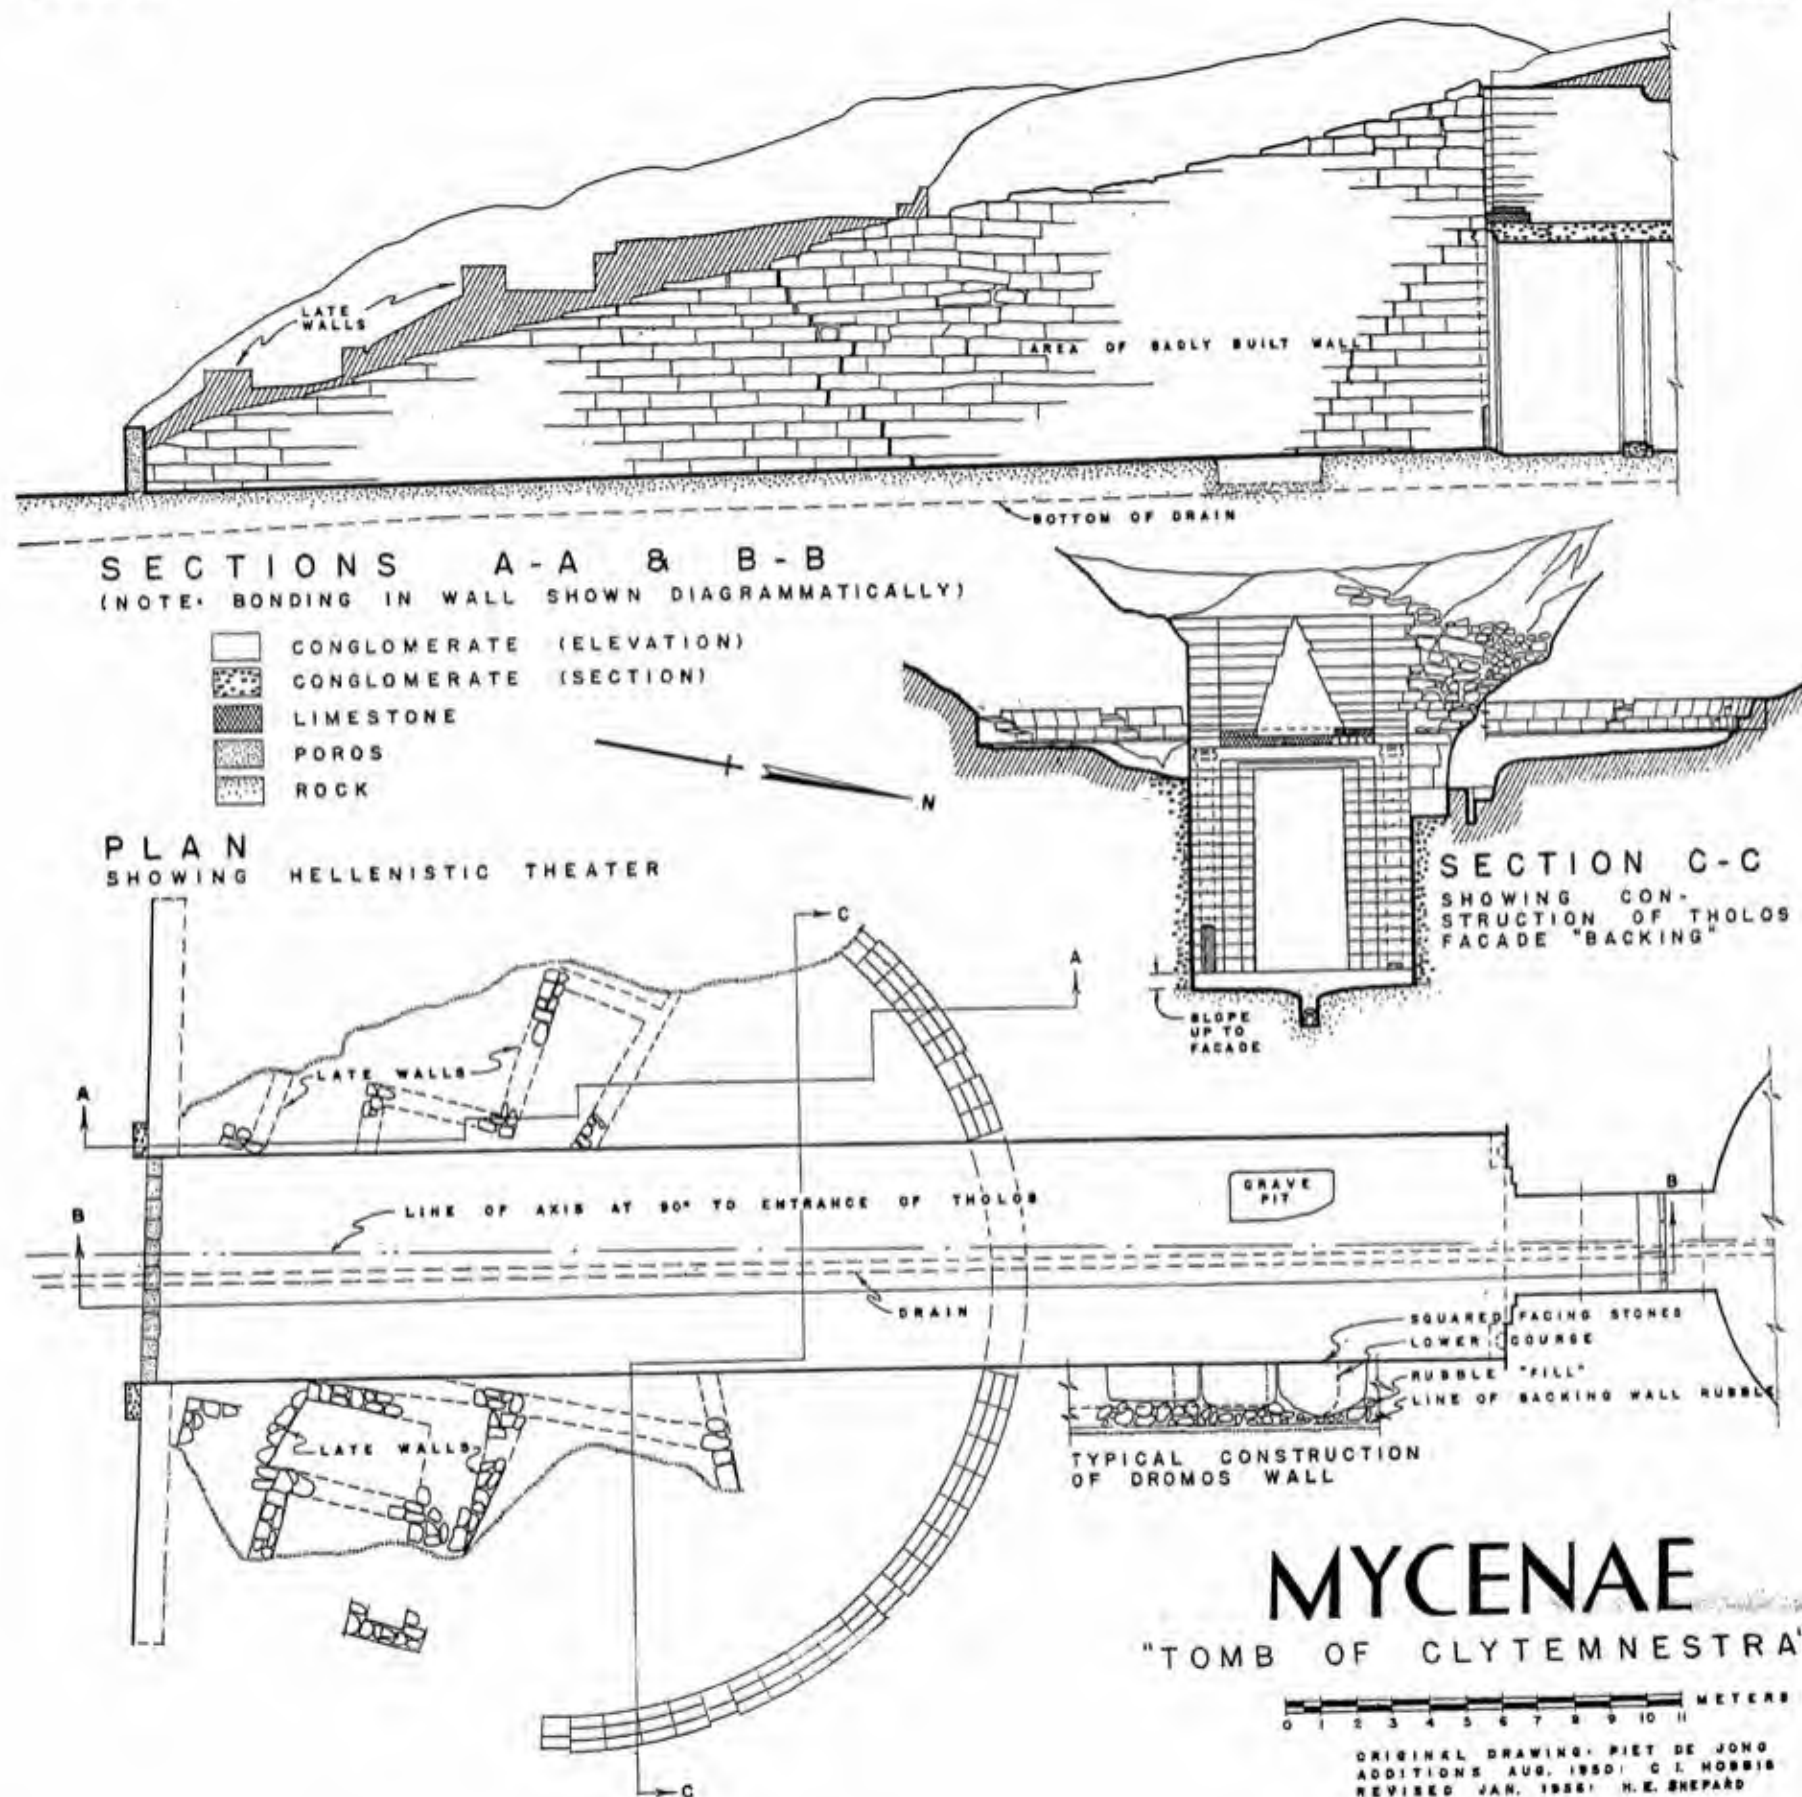 LATE
WALLS
AREA OF BADLY BUILT WALL
BOTTOM OF DRAIN
SECTIONS A-A & B-B
(NOTE: BONDING IN WALL SHOWN DIAGRAMMATICALLY)
CONGLOMERATE (ELEVATION)
CONGLOMERATE (SECTION)
LIMESTONE
POROS
ROCK
N
SECTION C-C
SHOWING CON-
STRUCTION OF THOLOS
FACADE "BACKING"
SLOPE
UP TO
FACADE
PLAN
SHOWING HELLENISTIC THEATER
C
A
LATE WALLS
A
GRAVE
PIT
B
LINE OF AXIS AT 90° TO ENTRANCE OF THOLOS
B
DRAIN
SQUARED FACING STONES
LOWER COURSE
RUBBLE "FILL"
LINE OF BACKING WALL RUBBLE
LATE WALLS
TYPICAL CONSTRUCTION
OF DROMOS WALL
MYCENAE
"TOMB OF CLYTEMNESTRA"
METERS
0 1 2 3 4 5 6 7 8 9 10 11
ORIGINAL DRAWING: PIET DE JONG
ADDITIONS AUG. 1950: C I.
REVISED JAN. H.E. SHEPARD
C